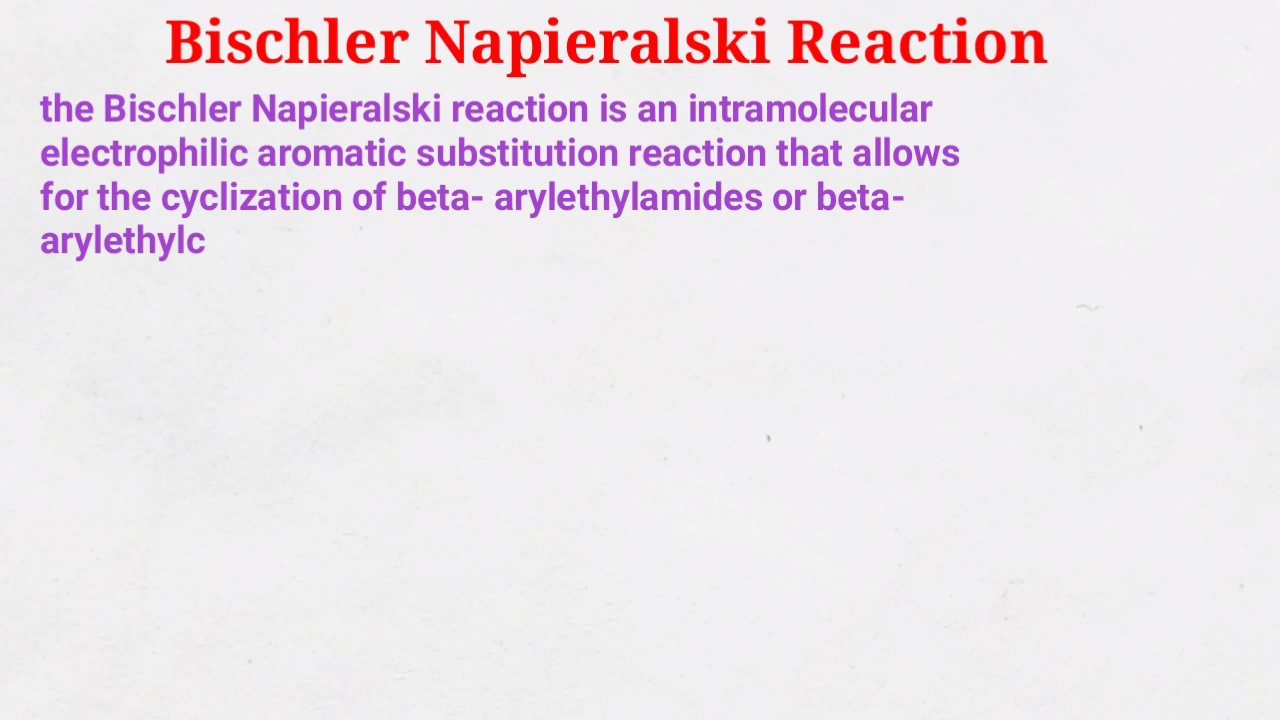 Bischler Napieralski Reaction
the Bischler Napieralski reaction is an intramolecular
electrophilic aromatic substitution reaction that allows
for the cyclization of beta- arylethylamides or beta-
arylethylc